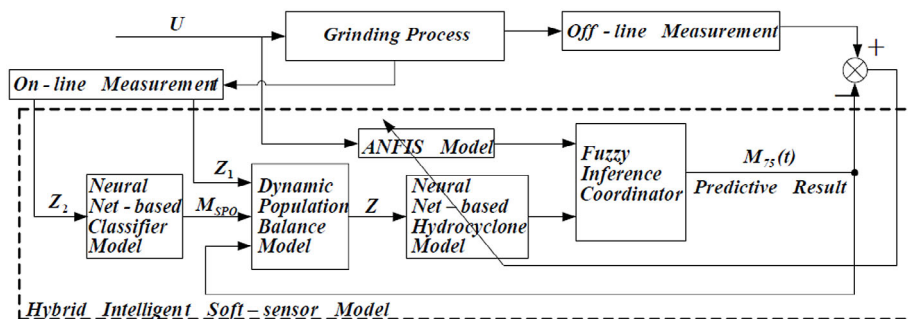 U
Grinding Process
Off-line Measurement
+
On-line Measurement
−
ANFIS Model
Fuzzy
Inference
Coordinator
M75(t)
Predictive Result
Z1
Z2
Neural
Net-based
Classifier
Model
MSPO
Dynamic
Population
Balance
Model
Z
Neural
Net-based
Hydrocyclone
Model
Hybrid Intelligent Soft-sensor Model